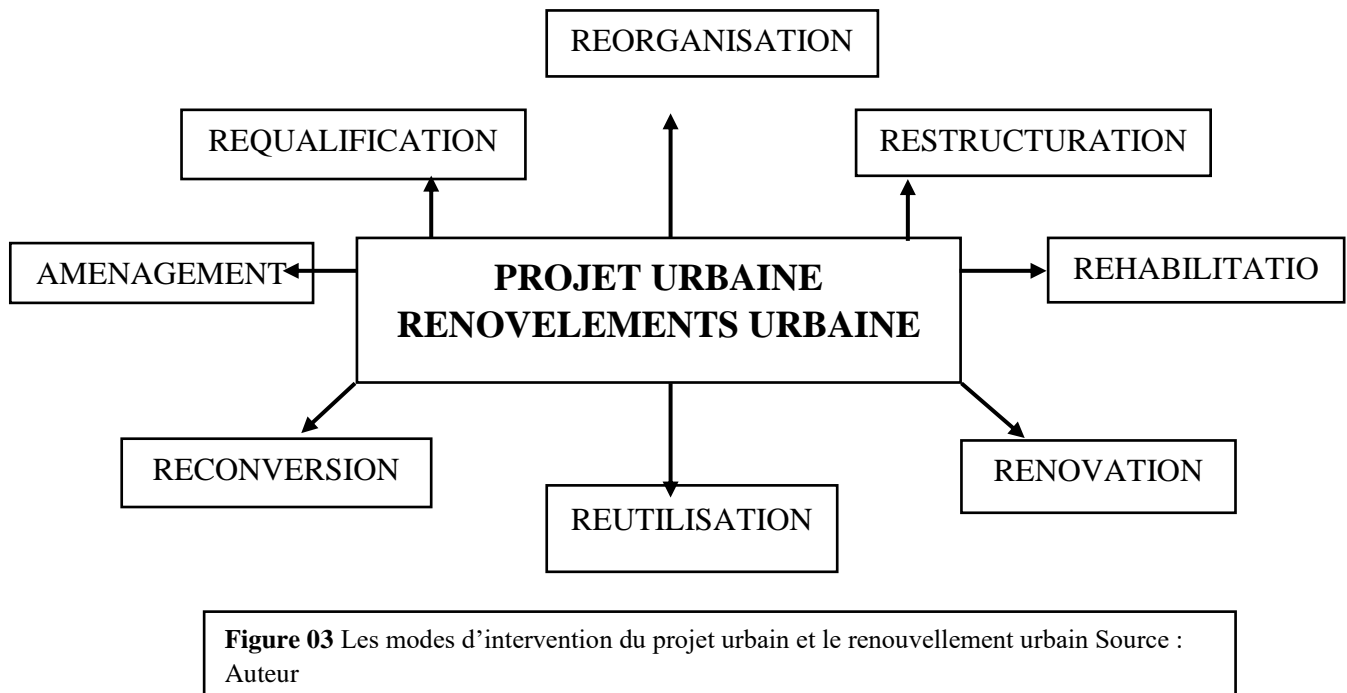 REORGANISATION
REQUALIFICATION
RESTRUCTURATION
AMENAGEMENT
PROJET URBAINE
RENOVELEMENTS URBAINE
REHABILITATIO
RECONVERSION
REUTILISATION
RENOVATION
Figure 03 Les modes d’intervention du projet urbain et le renouvellement urbain Source :
Auteur